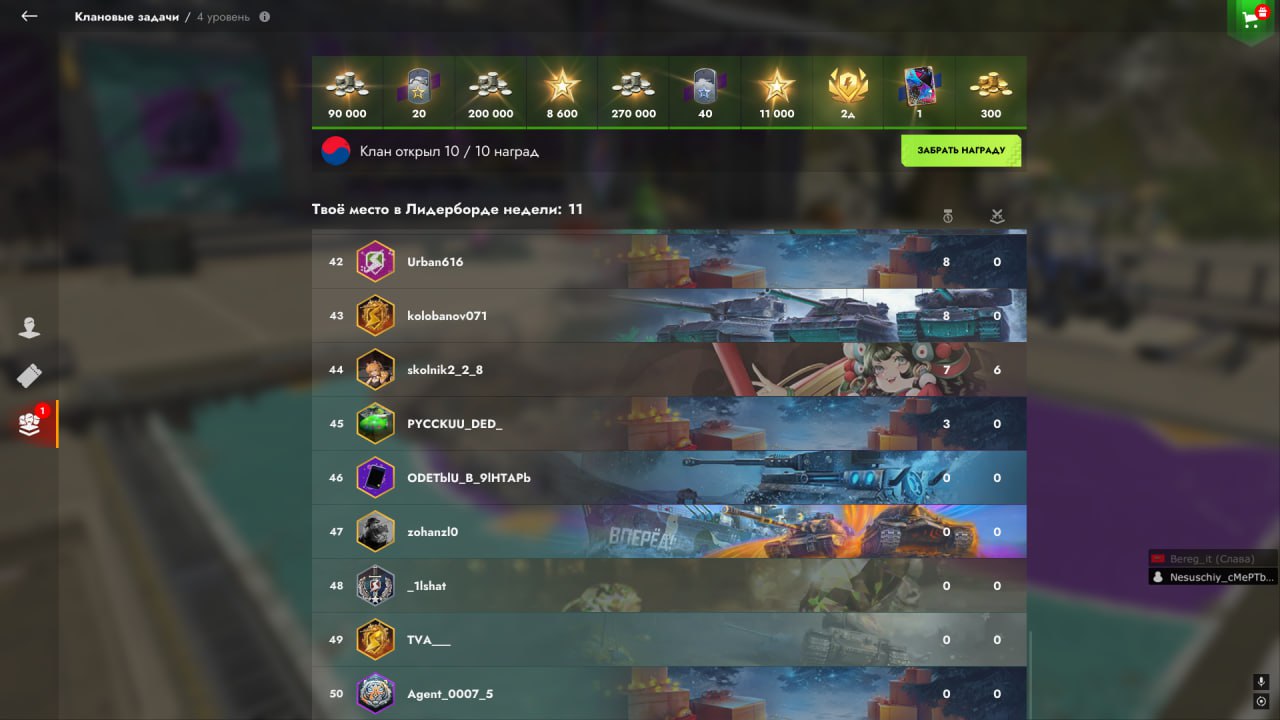 Клановые задачи / 4 уровень
90 000 20 200 000 8 600 270 000 40 11 000 2д 1 300
Клан открыл 10 / 10 наград ЗАБРАТЬ НАГРАДУ
Твоё место в Лидерборде недели: 11
42 Urban616 8 0
43 kolobanov071 8 0
44 skolnik2_2_8 7 6
1
45 PYCCKUU_DED_ 3 0
46 ODETblU_B_9lHTAPb 0 0
47 zohanzl0 ВПЕРЁД! 0 0
Bereg_it (Слава)
Nesuschiy_cMePTb...
48 _1lshat 0 0
49 TVA___ 0 0
50 Agent_0007_5 0 0